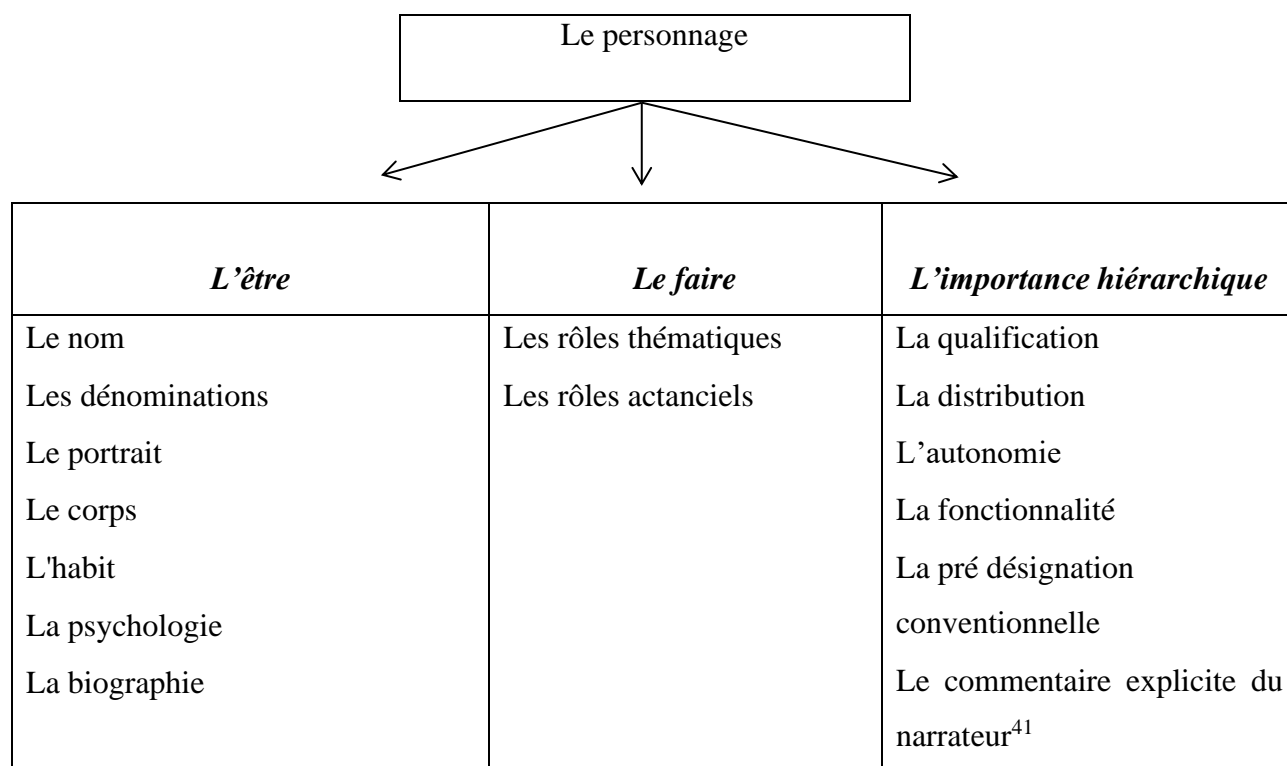 Le personnage
L’être
Le faire
L’importance hiérarchique
Le nom
Les dénominations
Le portrait
Le corps
L'habit
La psychologie
La biographie
Les rôles thématiques
Les rôles actanciels
La qualification
La distribution
L’autonomie
La fonctionnalité
La pré désignation
conventionnelle
Le commentaire explicite du
narrateur41